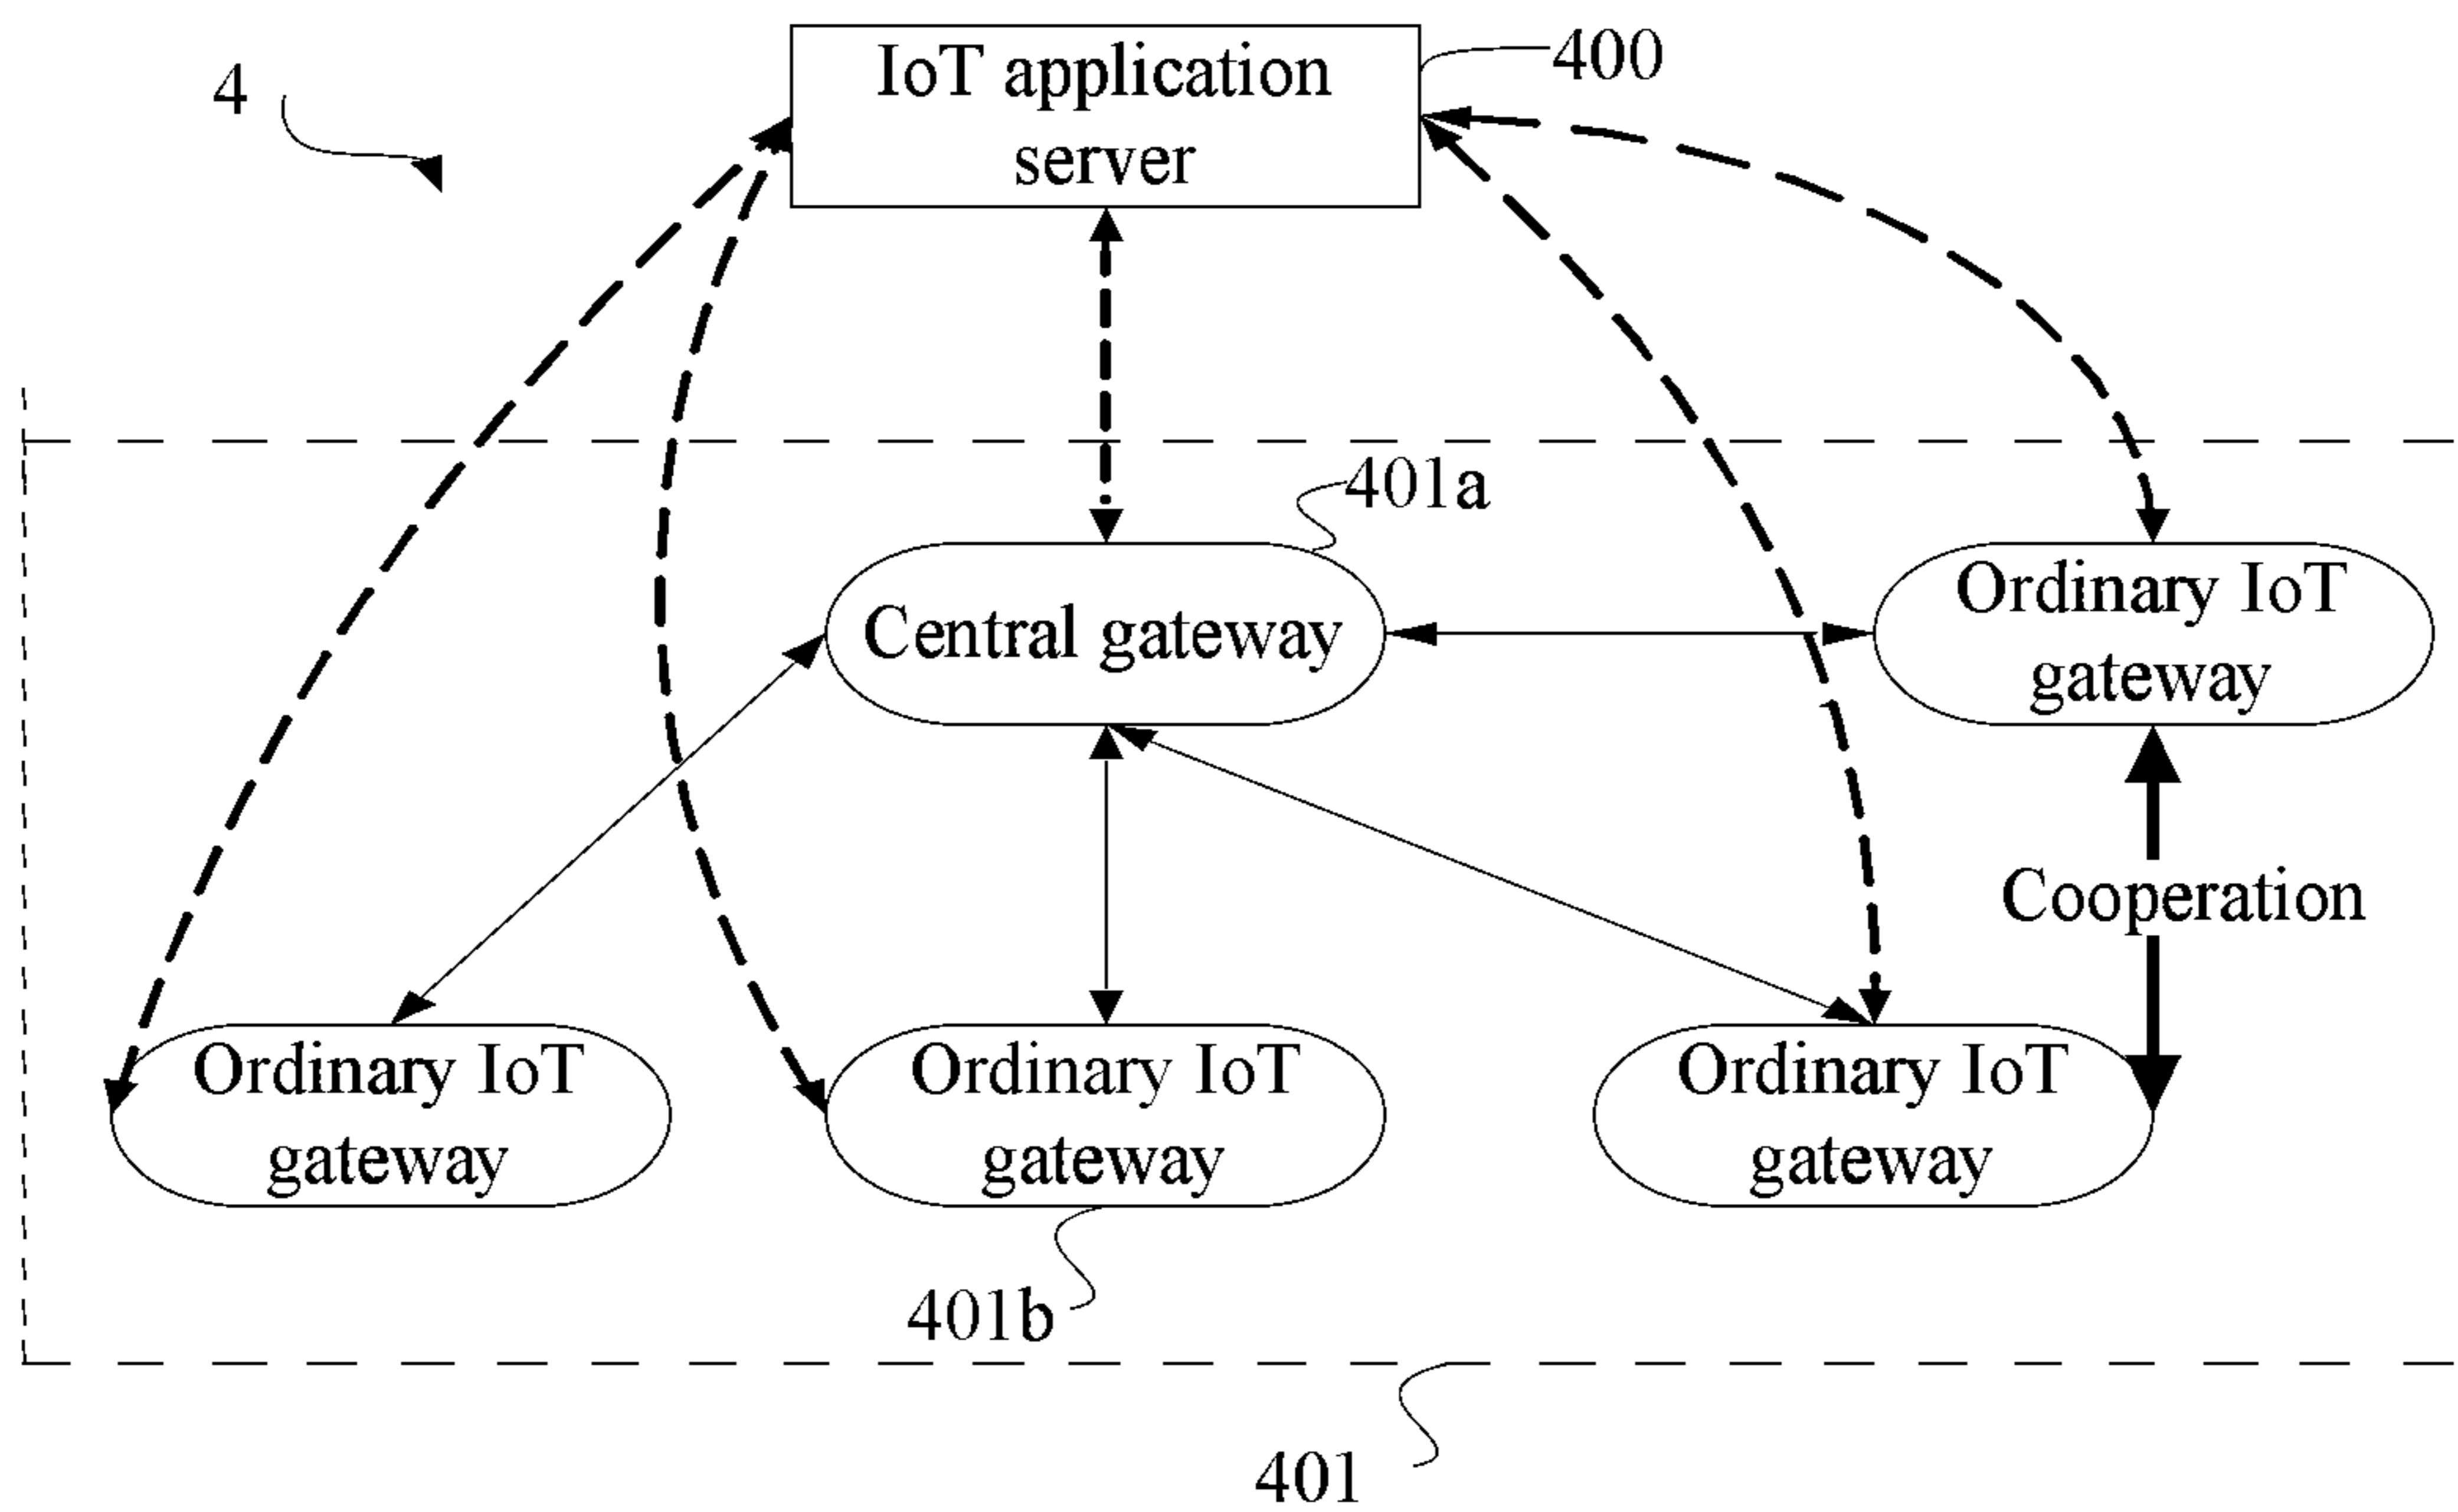 4
IoT application
server
400
401a
Central gateway
Ordinary IoT
gateway
Cooperation
Ordinary IoT
gateway
Ordinary IoT
gateway
Ordinary IoT
gateway
401b
401